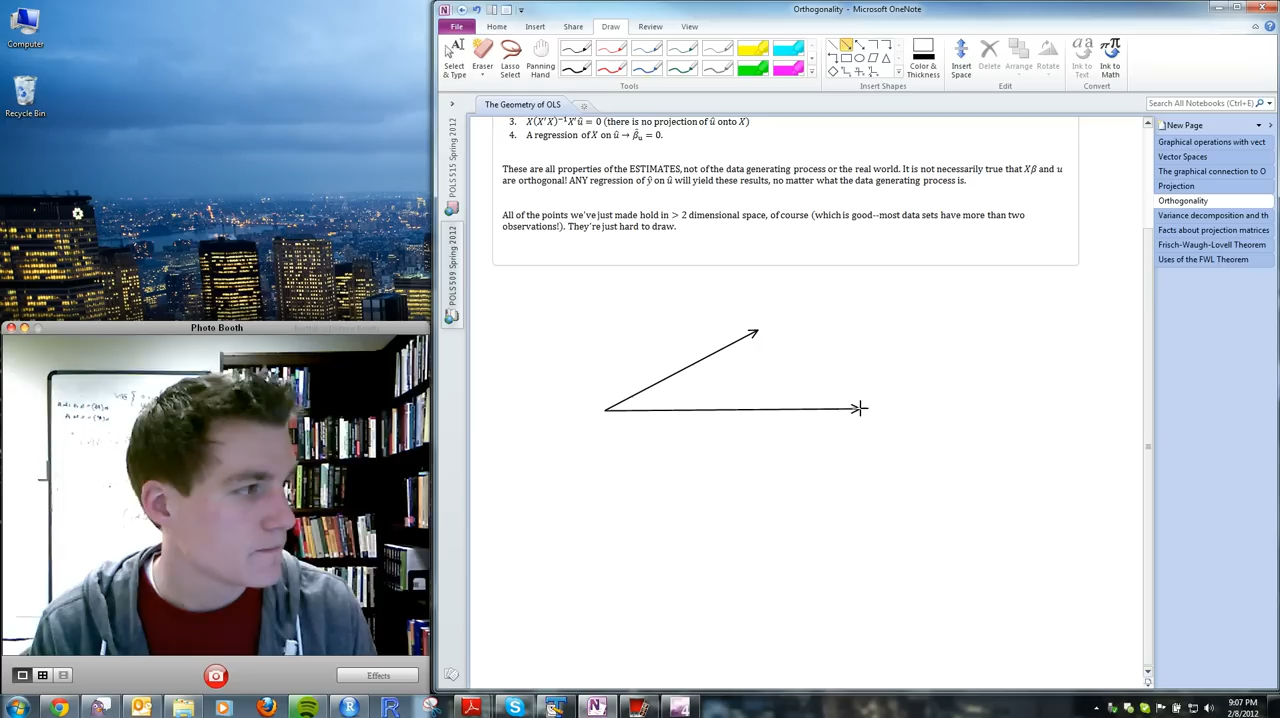 Orthogonality - Microsoft OneNote
File Home Insert Share Draw Review View
Select & Type
Eraser
Lasso Select
Panning Hand
Color & Thickness
Insert Space
Delete
Arrange
Rotate
Ink to Text
Ink to Math
Tools
Insert Shapes
Edit
Convert
Computer
Recycle Bin
The Geometry of OLS
Search All Notebooks (Ctrl+E)
POLS 515 Spring 2012
POLS 509 Spring 2012
3. X(X′X)⁻¹X′û = 0 (there is no projection of û onto X)
4. A regression of X on û → β̂ᵤ = 0.
These are all properties of the ESTIMATES, not of the data generating process or the real world. It is not necessarily true that Xβ and u
are orthogonal! ANY regression of ŷ on û will yield these results, no matter what the data generating process is.
All of the points we've just made hold in > 2 dimensional space, of course (which is good--most data sets have more than two
observations!). They're just hard to draw.
New Page
Graphical operations with vect
Vector Spaces
The graphical connection to O
Projection
Orthogonality
Variance decomposition and th
Facts about projection matrices
Frisch-Waugh-Lovell Theorem
Uses of the FWL Theorem
Photo Booth
Effects
9:07 PM
2/8/2012